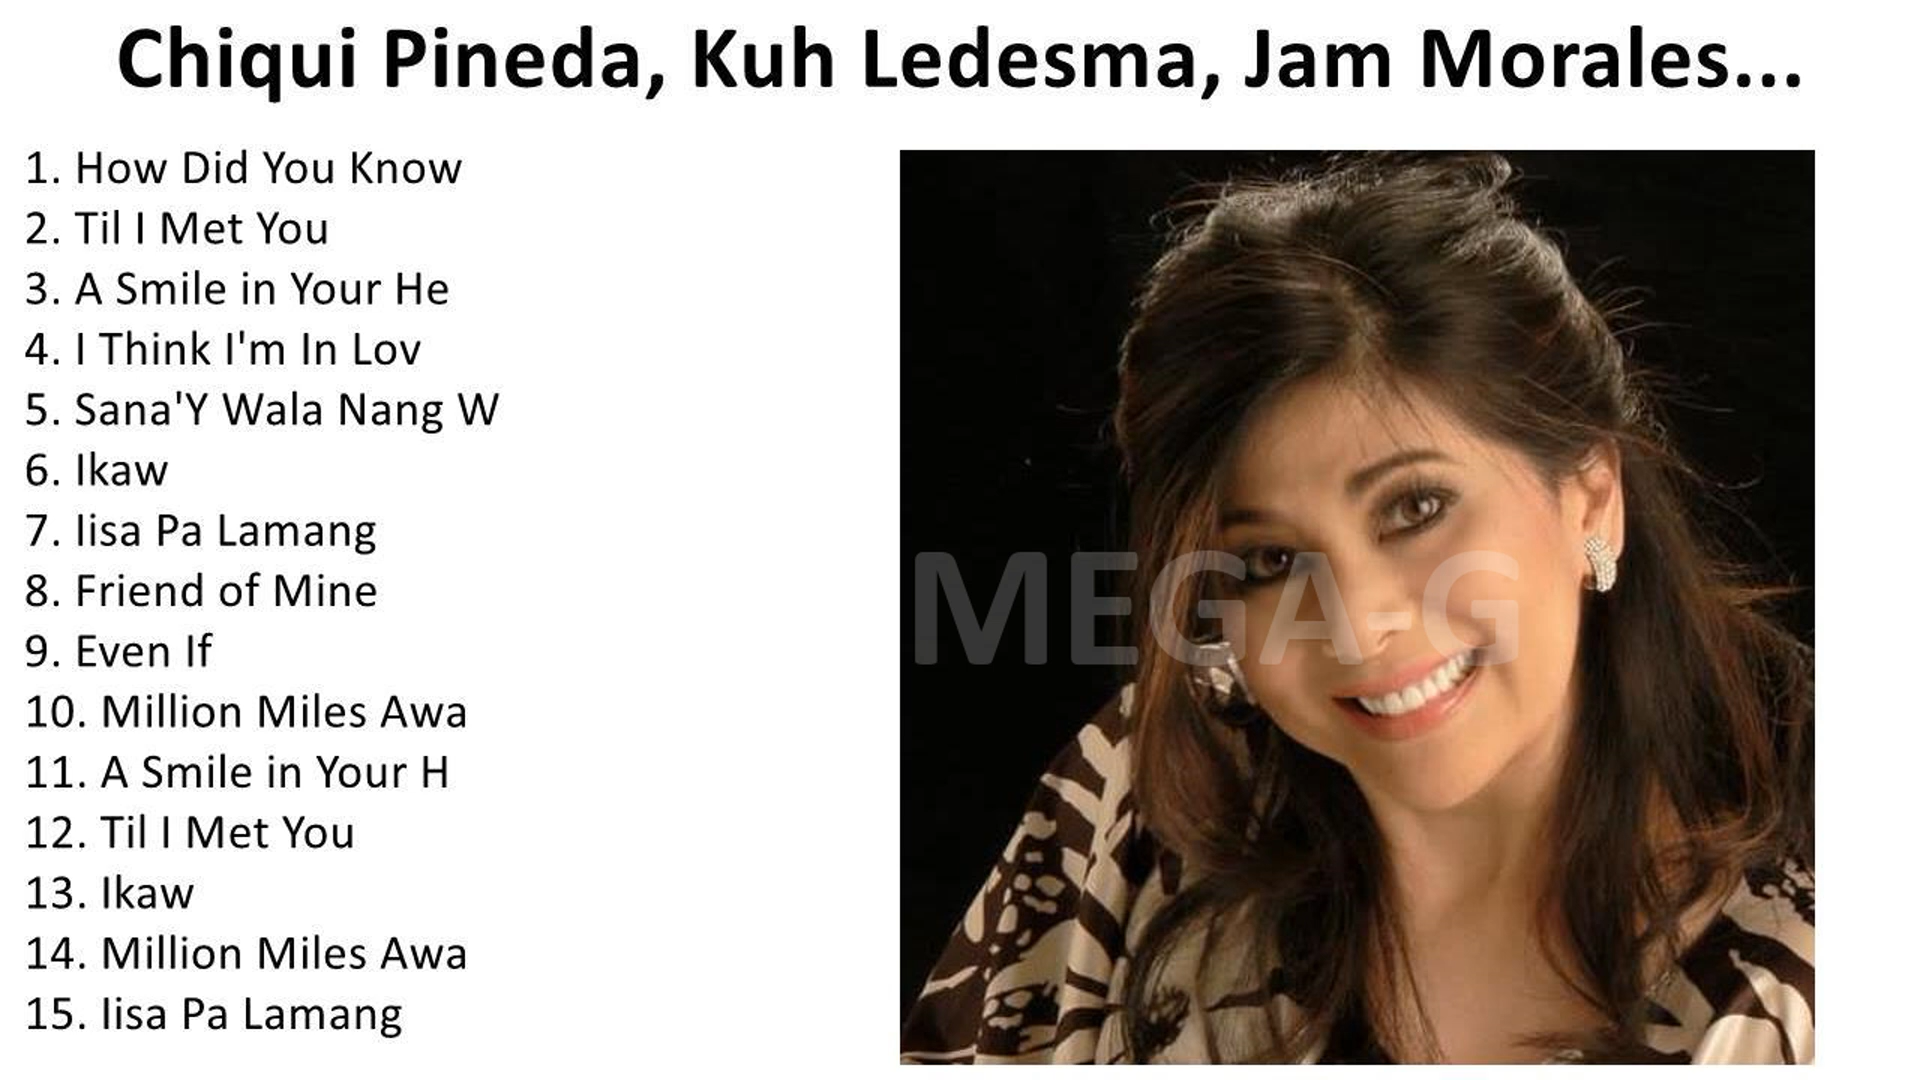 Chiqui Pineda, Kuh Ledesma, Jam Morales...
1. How Did You Know
2. Til I Met You
3. A Smile in Your He
4. I Think I'm In Lov
5. Sana'Y Wala Nang W
6. Ikaw
7. Iisa Pa Lamang
8. Friend of Mine
9. Even If
10. Million Miles Awa
11. A Smile in Your H
12. Til I Met You
13. Ikaw
14. Million Miles Awa
15. Iisa Pa Lamang
MEGA-G